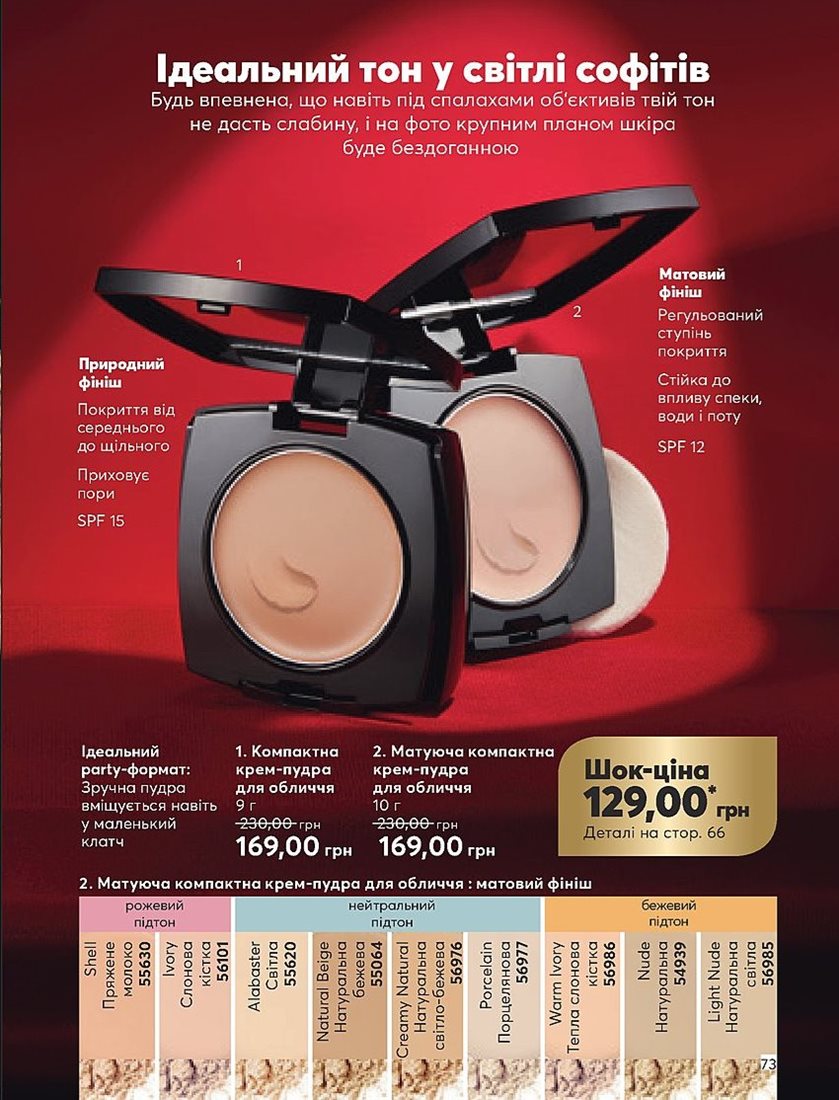 Ідеальний тон у світлі софітів
Будь впевнена, що навіть під спалахами об'єктивів твій тон
не дасть слабину, і на фото крупним планом шкіра
буде бездоганною
1
2
Матовий
фініш
Регульований
ступінь
покриття
Стійка до
впливу спеки,
води і поту
SPF 12
Природний
фініш
Покриття від
середнього
до щільного
Приховує
пори
SPF 15
Ідеальний
party-формат:
Зручна пудра
вміщується навіть
у маленький
клатч
1. Компактна
крем-пудра
для обличчя
9 г
230,00 грн
169,00 грн
2. Матуюча компактна
крем-пудра
для обличчя
10 г
230,00 грн
169,00 грн
Шок-ціна
129,00* грн
Деталі на стор. 66
2. Матуюча компактна крем-пудра для обличчя : матовий фініш
рожевий
підтон
нейтральний
підтон
бежевий
підтон
Shell
Пряжене
молоко
55630
Ivory
Слонова
кістка
56101
Alabaster
Світла
55620
Natural Beige
Натуральна
бежева
55064
Creamy Natural
Натуральна
світло-бежева
56976
Porcelain
Порцелянова
56977
Warm Ivory
Тепла слонова
кістка
56986
Nude
Натуральна
54939
Light Nude
Натуральна
світла
56985
73